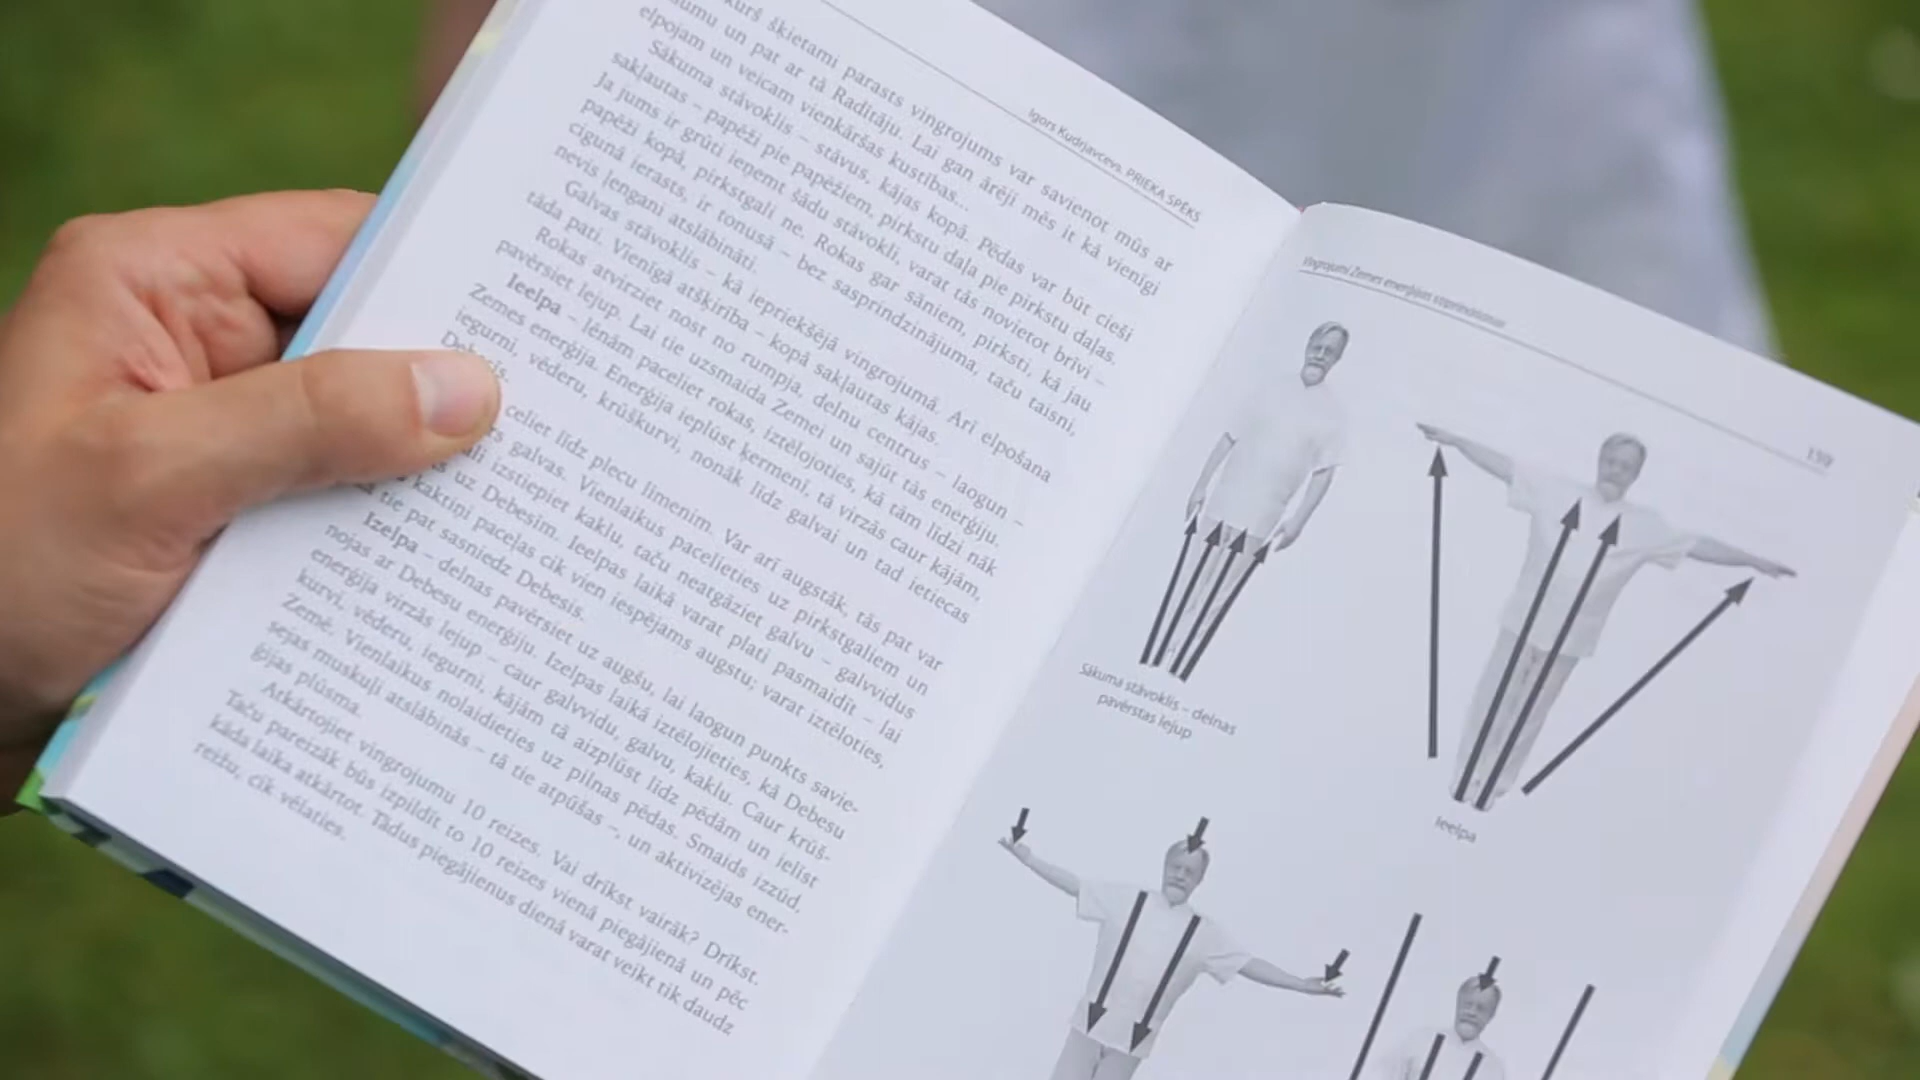 Igors Kudrjavcevs. PRIEKA SPĒKS
kurš šķietami parasts vingrojums var savienot mūs ar
un pat ar tā Radītāju. Lai gan ārēji mēs it kā vienīgi
elpojam un veicam vienkāršas kustības...
Sākuma stāvoklis – stāvus, kājas kopā. Pēdas var būt cieši
sakļautas – papēži pie papēžiem, pirkstu daļa pie pirkstu daļas.
Ja jums ir grūti ieņemt šādu stāvokli, varat tās novietot brīvi –
papēži kopā, pirkstgali ne. Rokas gar sāniem, pirksti, kā jau
cigunā ierasts, ir tonusā – bez sasprindzinājuma, taču taisni,
nevis ļengani atslābināti.
Galvas stāvoklis – kā iepriekšējā vingrojumā. Arī elpošana
tāda pati. Vienīgā atšķirība – kopā sakļautas kājas.
Rokas atvirziet nost no rumpja, delnu centrus – laogun –
pavērsiet lejup. Lai tie uzsmaida Zemei un sajūt tās enerģiju.
Ieelpa – lēnām paceliet rokas, iztēlojoties, kā tām līdzi nāk
Zemes enerģija. Enerģija ieplūst ķermenī, tā virzās caur kājām,
iegurni, vēderu, krūškurvi, nonāk līdz galvai un tad ietiecas
Debesīs.
celiet līdz plecu līmenim. Var arī augstāk, tās pat var
galvas. Vienlaikus pacelieties uz pirkstgaliem un
izstiepiet kaklu, taču neatgāziet galvu – galvvidus
uz Debesīm. Ieelpas laikā varat plati pasmaidīt – lai
kaktiņi paceļas cik vien iespējams augstu; varat iztēloties,
tie pat sasniedz Debesis.
Izelpa – delnas pavērsiet uz augšu, lai laogun punkts savie-
nojas ar Debesu enerģiju. Izelpas laikā iztēlojieties, kā Debesu
enerģija virzās lejup – caur galvvidu, galvu, kaklu. Caur krūš-
kurvi, vēderu, iegurni, kājām tā aizplūst līdz pēdām un ielīst
Zemē. Vienlaikus nolaidieties uz pilnas pēdas. Smaids izzūd,
sejas muskuļi atslābinās – tā tie atpūšas –, un aktivizējas ener-
ģijas plūsma.
Atkārtojiet vingrojumu 10 reizes. Vai drīkst vairāk? Drīkst.
Taču pareizāk būs izpildīt to 10 reizes vienā piegājienā un pēc
kāda laika atkārtot. Tādus piegājienus dienā varat veikt tik daudz
reižu, cik vēlaties.
Vingrojumi Zemes enerģijas stiprināšanai
Sākuma stāvoklis – delnas
pavērstas lejup
Ieelpa